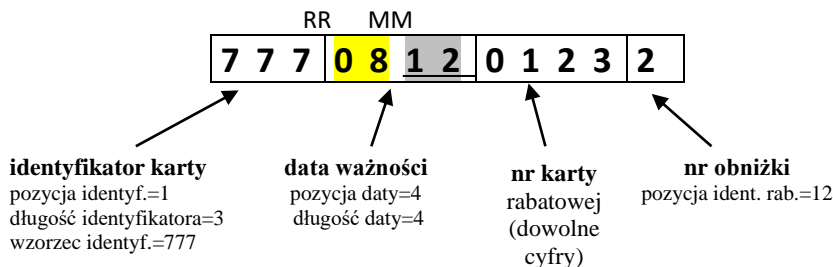 RR MM
7 7 7 0 8 1 2 0 1 2 3 2
identyfikator karty
pozycja identyf.=1
długość identyfikatora=3
wzorzec identyf.=777
data ważności
pozycja daty=4
długość daty=4
nr karty
rabatowej
(dowolne
cyfry)
nr obniżki
pozycja ident. rab.=12